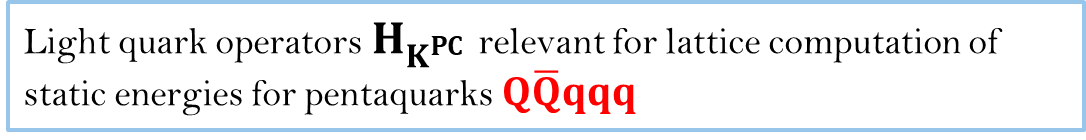 Light quark operators H_{K^{PC}} relevant for lattice computation of
static energies for pentaquarks QQ̅qqq